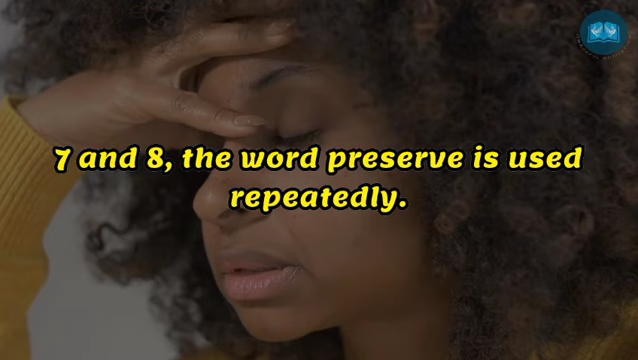 7 and 8, the word preserve is used
repeatedly.